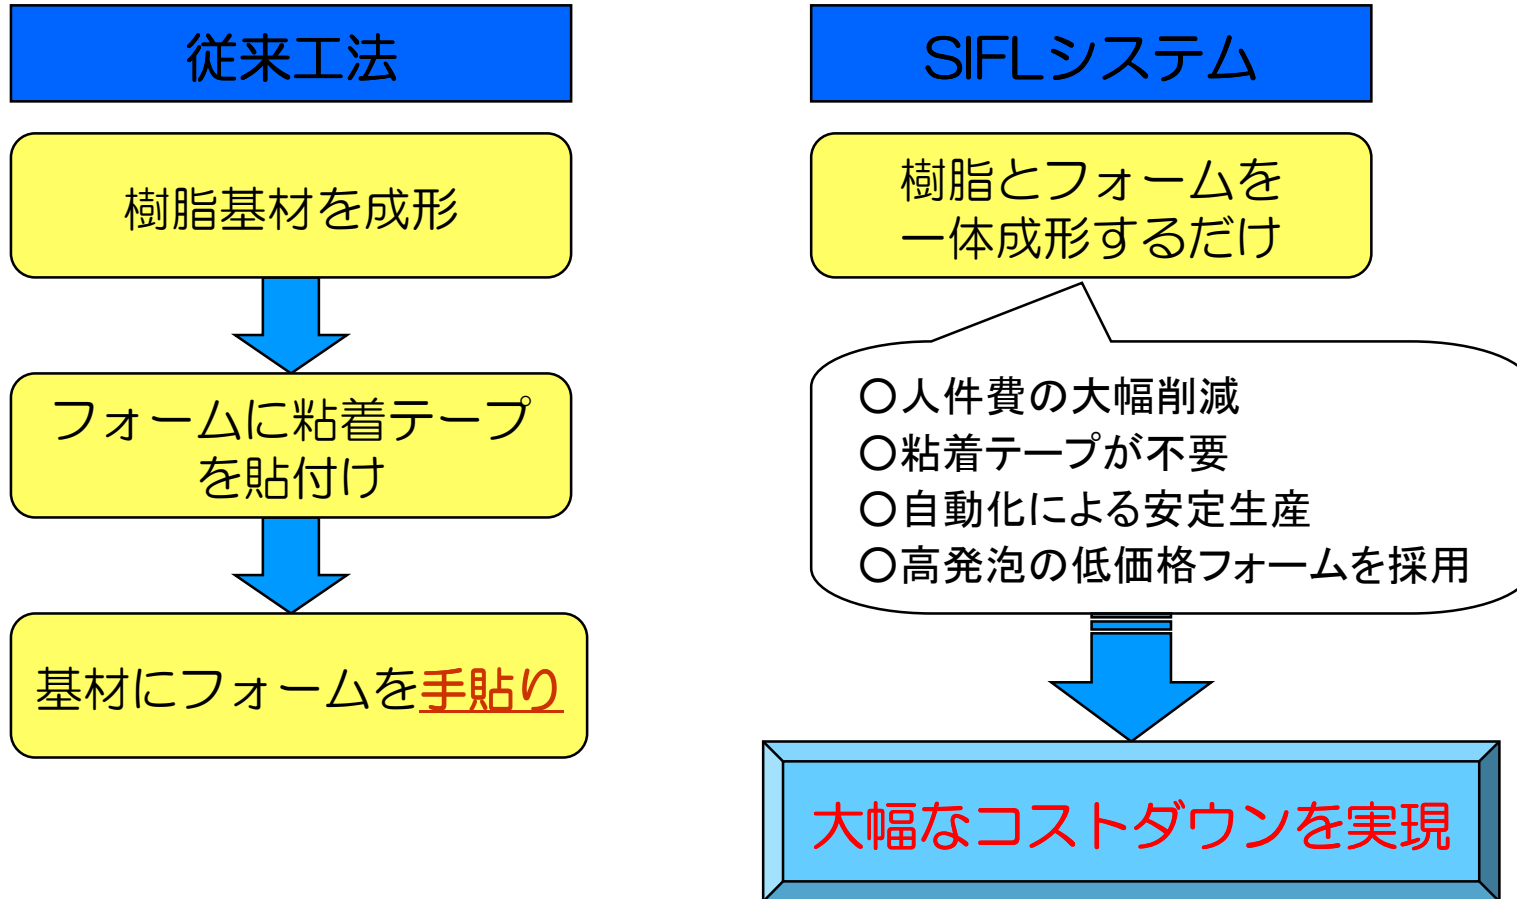 従来工法
樹脂基材を成形
フォームに粘着テープ
を貼付け
基材にフォームを手貼り
SIFLシステム
樹脂とフォームを
一体成形するだけ
○人件費の大幅削減
○粘着テープが不要
○自動化による安定生産
○高発泡の低価格フォームを採用
大幅なコストダウンを実現